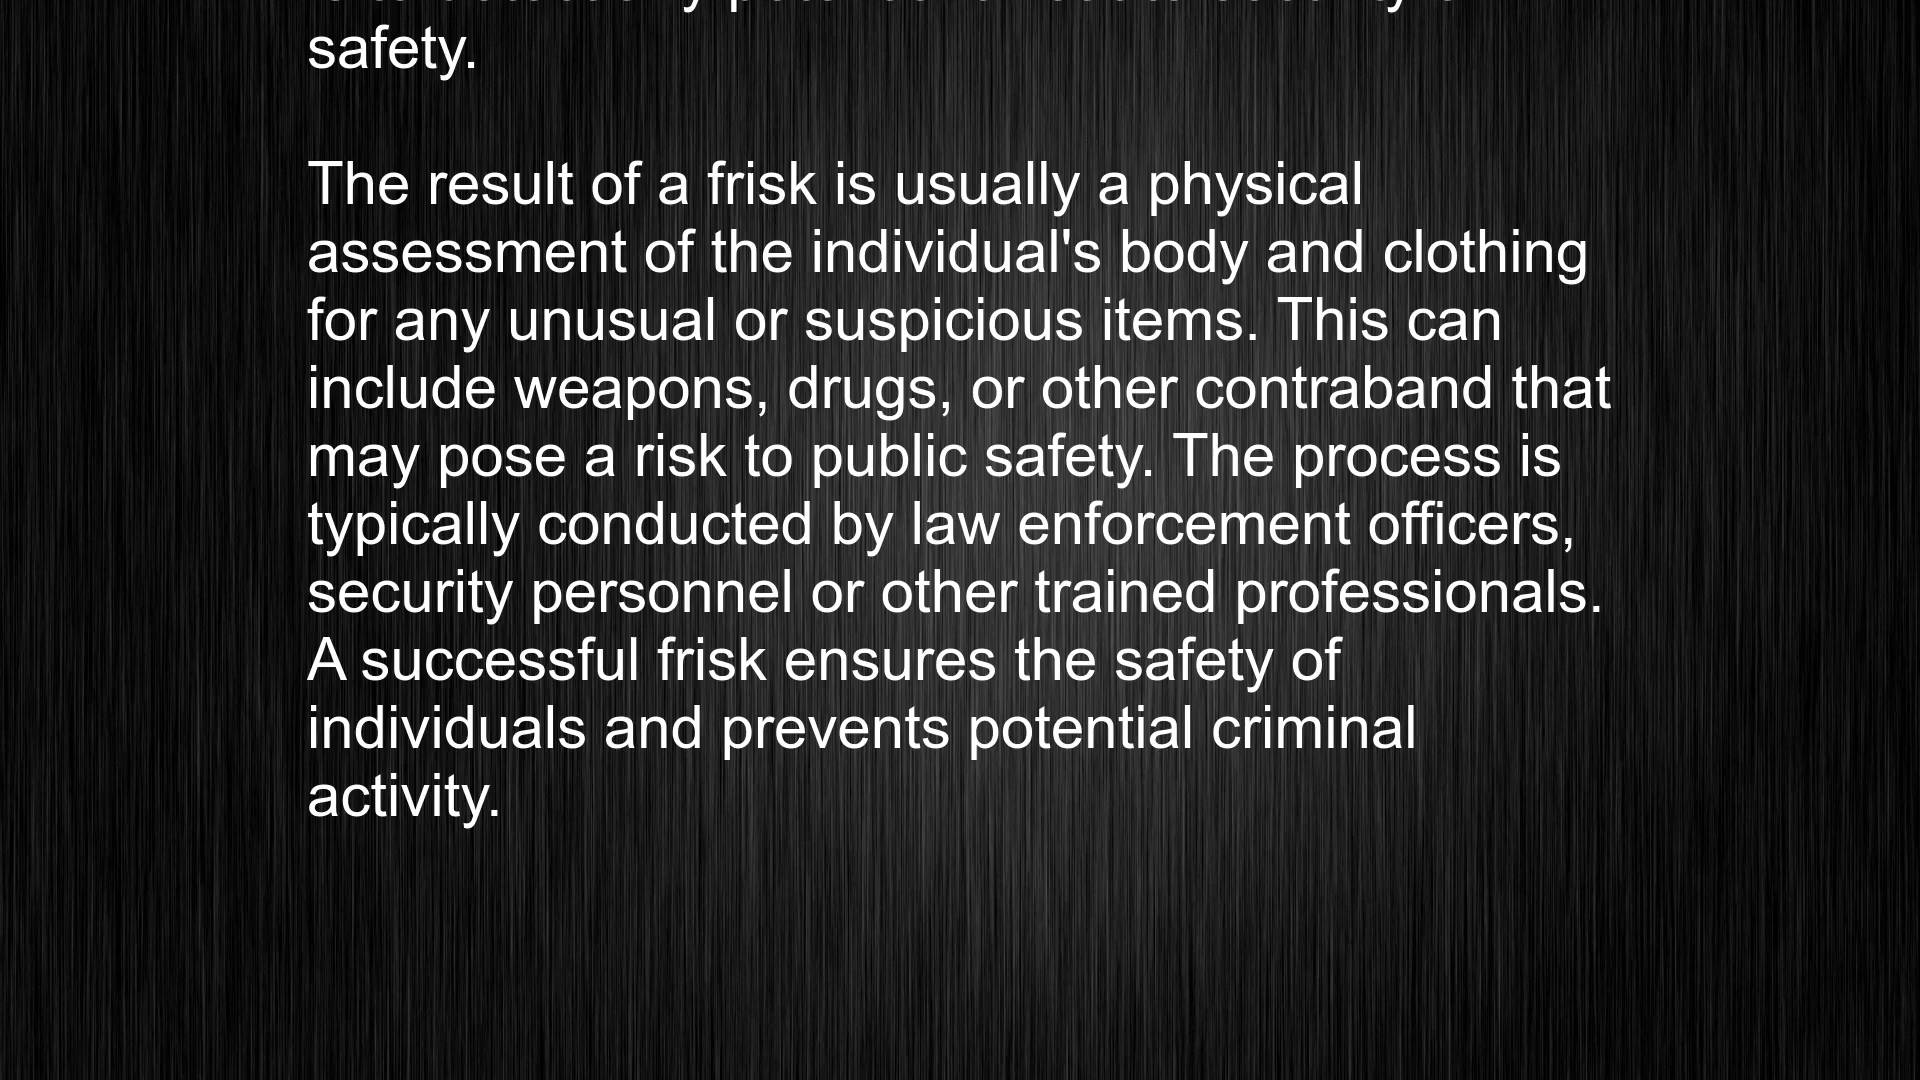 safety.
The result of a frisk is usually a physical
assessment of the individual's body and clothing
for any unusual or suspicious items. This can
include weapons, drugs, or other contraband that
may pose a risk to public safety. The process is
typically conducted by law enforcement officers,
security personnel or other trained professionals.
A successful frisk ensures the safety of
individuals and prevents potential criminal
activity.